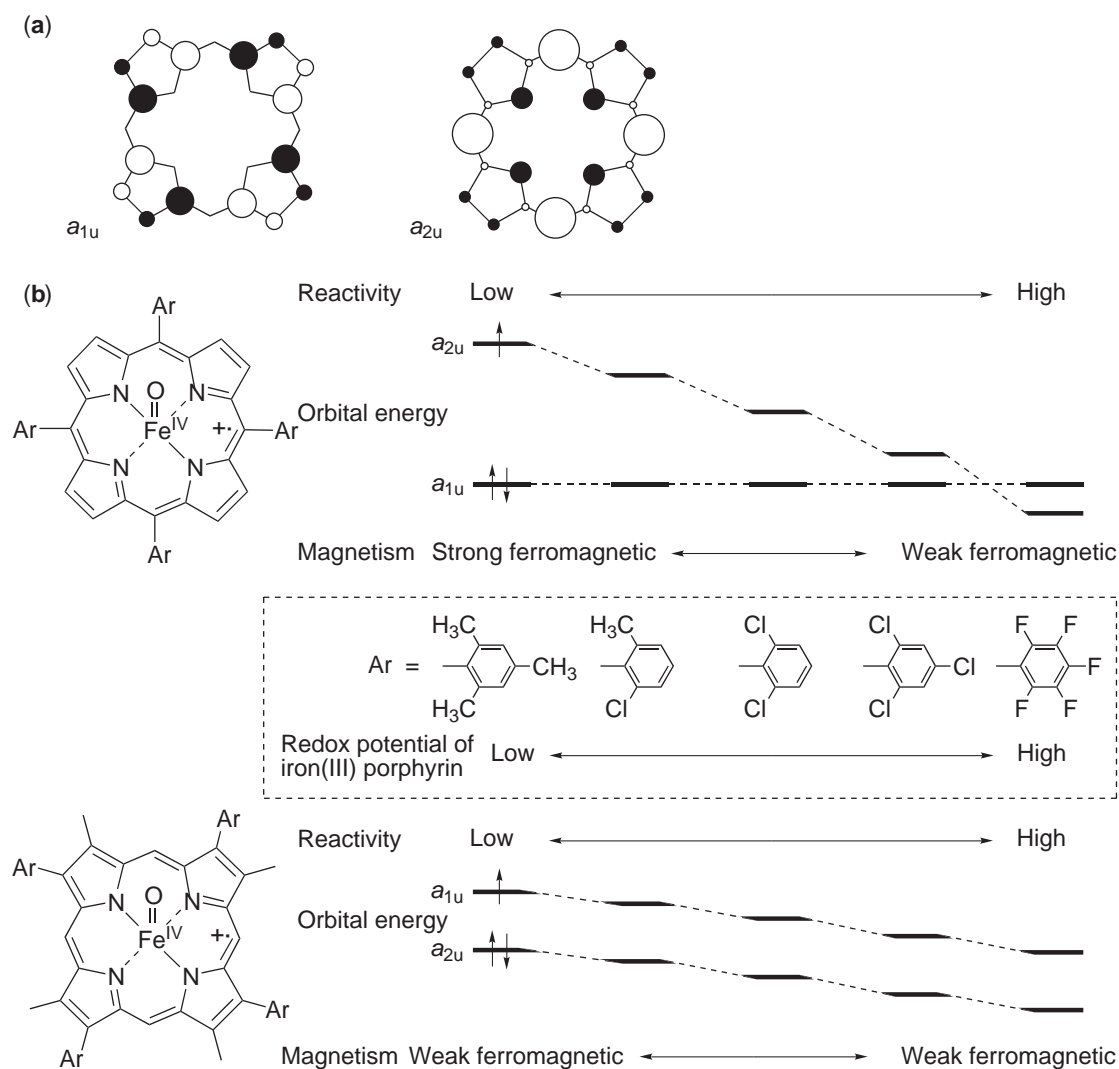 (a)
a1u
a2u
(b)
Reactivity Low High
Ar
Ar
Ar
Ar
N
N
N
N
O
FeIV
+·
a2u
Orbital energy
a1u
Magnetism Strong ferromagnetic Weak ferromagnetic
Ar =
H3C
CH3
H3C
H3C
Cl
Cl
Cl
Cl
Cl
Cl
F
F
F
F
F
Redox potential of
iron(III) porphyrin
Low High
Reactivity Low High
Ar
Ar
Ar
Ar
N
N
N
N
O
FeIV
+·
a1u
Orbital energy
a2u
Magnetism Weak ferromagnetic Weak ferromagnetic